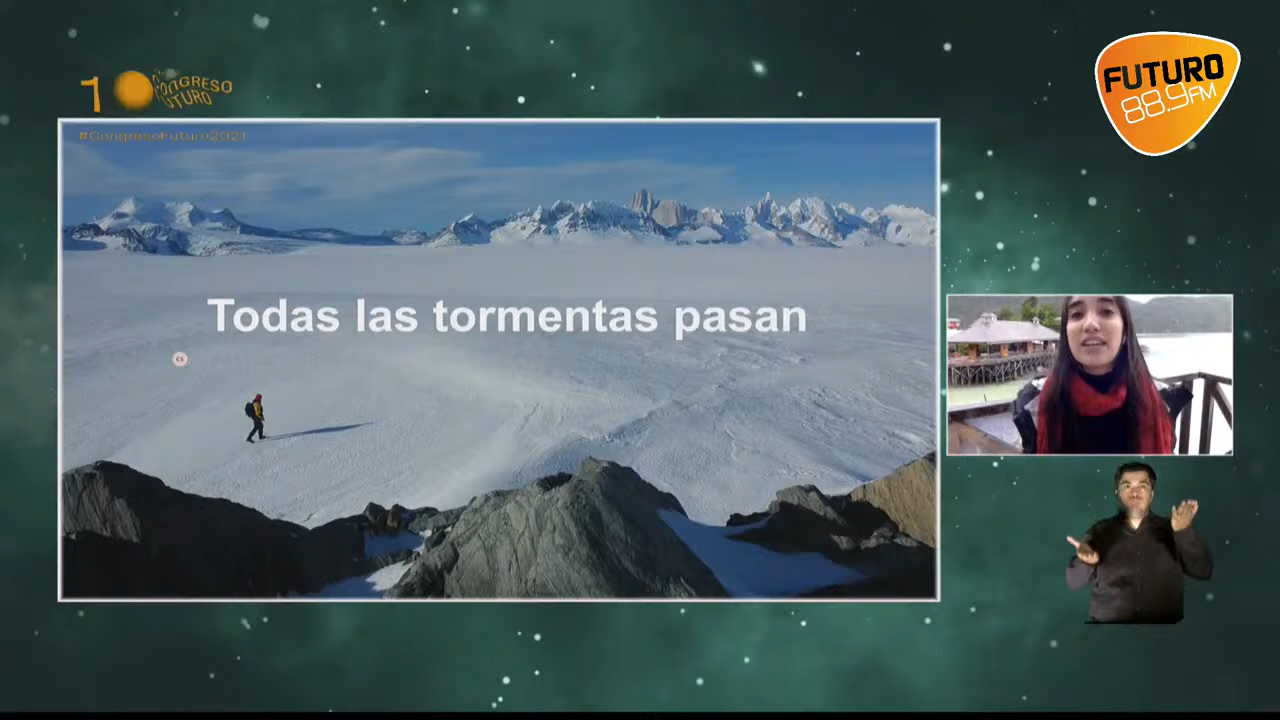 10 CONGRESO
FUTURO
#CongresoFuturo2021
FUTURO
88.9FM
Todas las tormentas pasan